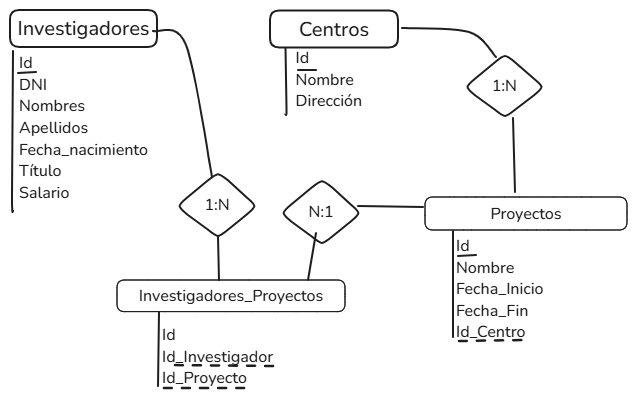 Investigadores
Id
DNI
Nombres
Apellidos
Fecha_nacimiento
Título
Salario
Centros
Id
Nombre
Dirección
1:N
1:N
N:1
Proyectos
Id
Nombre
Fecha_Inicio
Fecha_Fin
Id_Centro
Investigadores_Proyectos
Id
Id_Investigador
Id_Proyecto